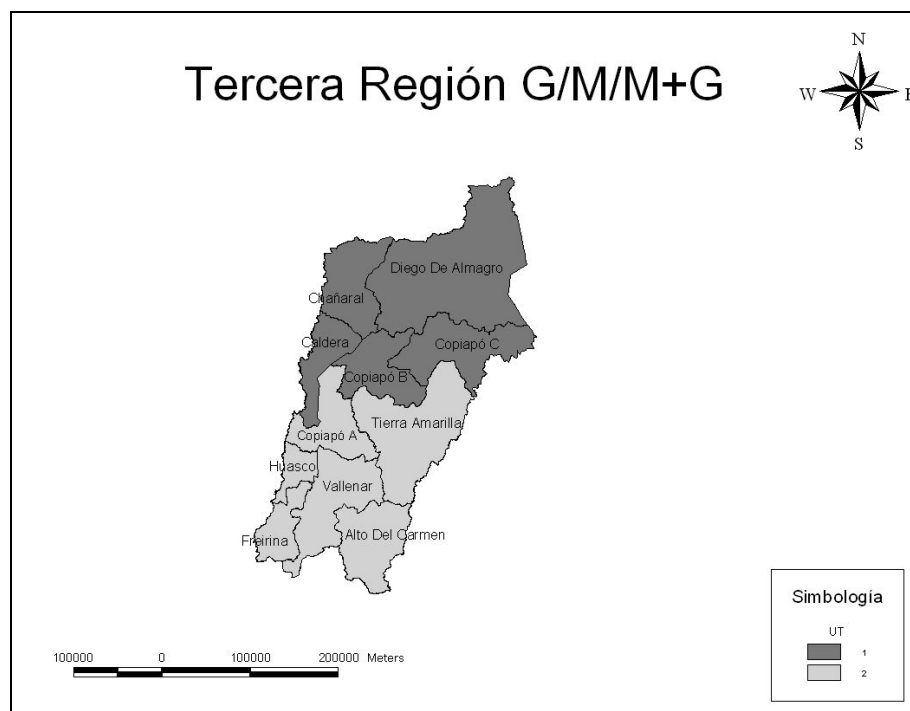 Tercera Región G/M/M+G
N
W
E
S
Diego De Almagro
Chañaral
Caldera
Copiapó C
Copiapó B
Tierra Amarilla
Copiapó A
Huasco
Vallenar
Freirina
Alto Del Carmen
Simbología
UT
1
2
100000 0 100000 200000 Meters